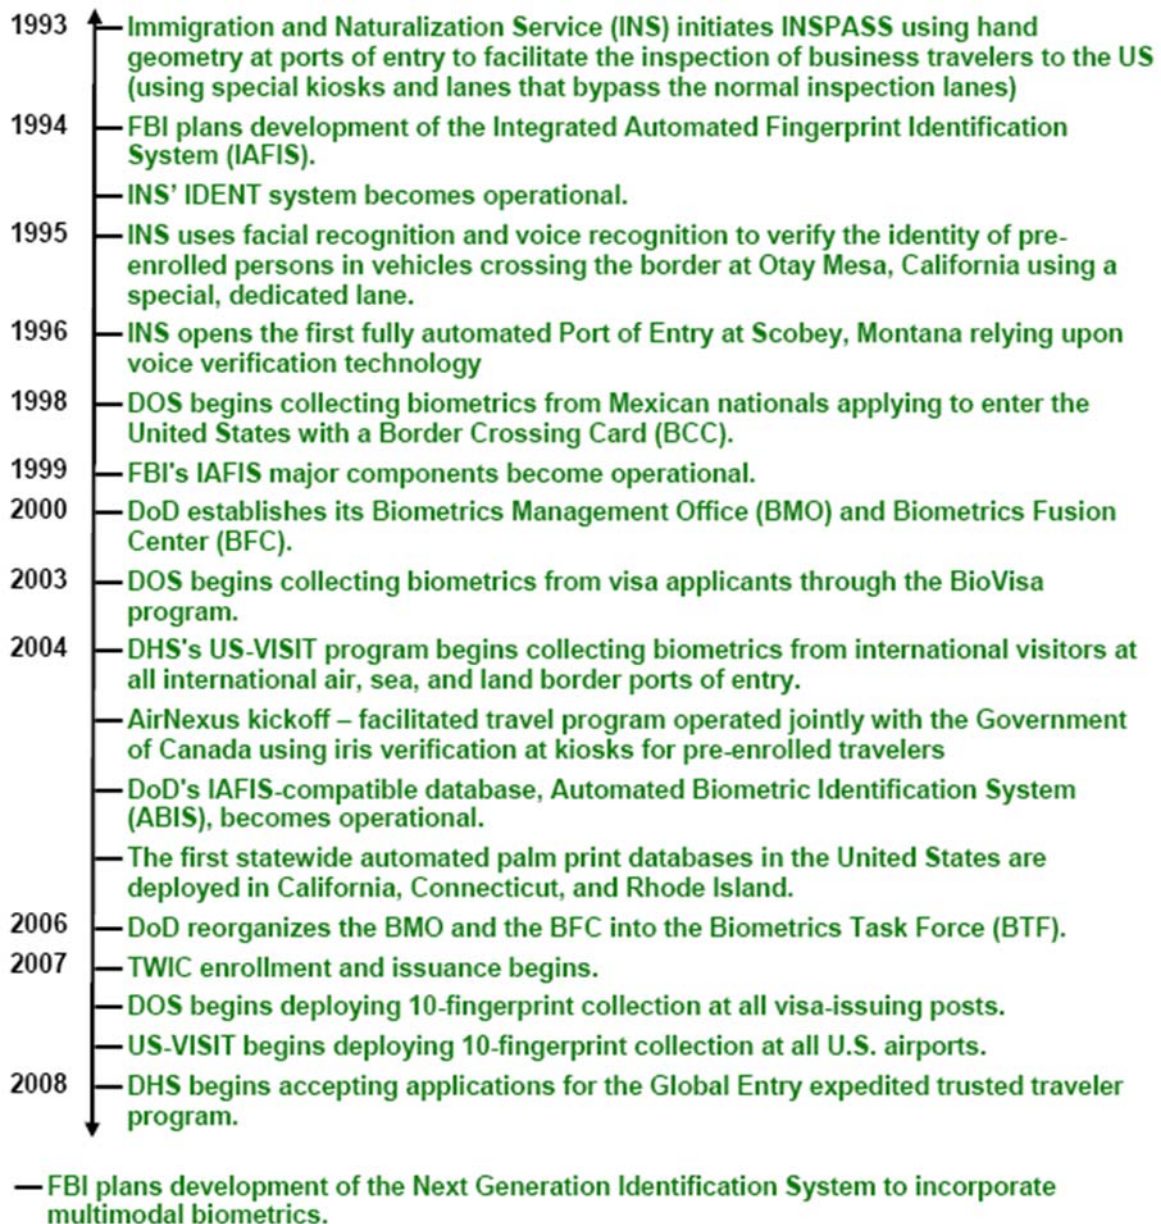 1993 Immigration and Naturalization Service (INS) initiates INSPASS using hand
geometry at ports of entry to facilitate the inspection of business travelers to the US
(using special kiosks and lanes that bypass the normal inspection lanes)
1994 FBI plans development of the Integrated Automated Fingerprint Identification
System (IAFIS).
INS' IDENT system becomes operational.
1995 INS uses facial recognition and voice recognition to verify the identity of pre-
enrolled persons in vehicles crossing the border at Otay Mesa, California using a
special, dedicated lane.
1996 INS opens the first fully automated Port of Entry at Scobey, Montana relying upon
voice verification technology
1998 DOS begins collecting biometrics from Mexican nationals applying to enter the
United States with a Border Crossing Card (BCC).
1999 FBI's IAFIS major components become operational.
2000 DoD establishes its Biometrics Management Office (BMO) and Biometrics Fusion
Center (BFC).
2003 DOS begins collecting biometrics from visa applicants through the BioVisa
program.
2004 DHS's US-VISIT program begins collecting biometrics from international visitors at
all international air, sea, and land border ports of entry.
AirNexus kickoff – facilitated travel program operated jointly with the Government
of Canada using iris verification at kiosks for pre-enrolled travelers
DoD's IAFIS-compatible database, Automated Biometric Identification System
(ABIS), becomes operational.
The first statewide automated palm print databases in the United States are
deployed in California, Connecticut, and Rhode Island.
2006 DoD reorganizes the BMO and the BFC into the Biometrics Task Force (BTF).
2007 TWIC enrollment and issuance begins.
DOS begins deploying 10-fingerprint collection at all visa-issuing posts.
US-VISIT begins deploying 10-fingerprint collection at all U.S. airports.
2008 DHS begins accepting applications for the Global Entry expedited trusted traveler
program.
FBI plans development of the Next Generation Identification System to incorporate
multimodal biometrics.